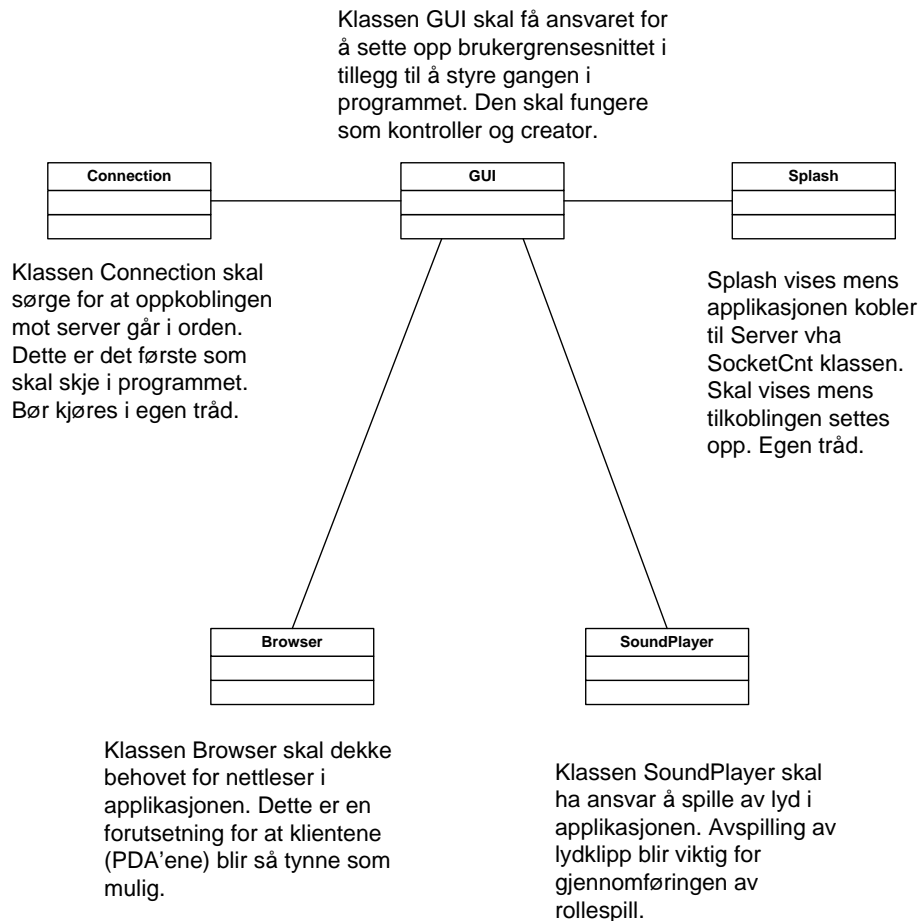 Klassen GUI skal få ansvaret for
å sette opp brukergrensesnittet i
tillegg til å styre gangen i
programmet. Den skal fungere
som kontroller og creator.
Connection
GUI
Splash
Klassen Connection skal
sørge for at oppkoblingen
mot server går i orden.
Dette er det første som
skal skje i programmet.
Bør kjøres i egen tråd.
Splash vises mens
applikasjonen kobler
til Server vha
SocketCnt klassen.
Skal vises mens
tilkoblingen settes
opp. Egen tråd.
Browser
SoundPlayer
Klassen Browser skal dekke
behovet for nettleser i
applikasjonen. Dette er en
forutsetning for at klientene
(PDA'ene) blir så tynne som
mulig.
Klassen SoundPlayer skal
ha ansvar å spille av lyd i
applikasjonen. Avspilling av
lydklipp blir viktig for
gjennomføringen av
rollespill.